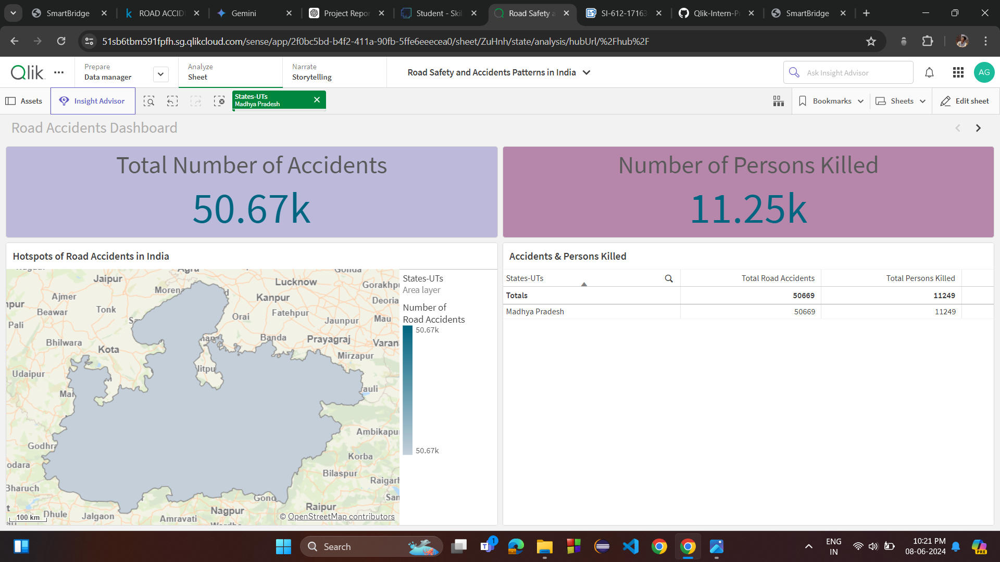 SmartBridge
ROAD ACCID
Gemini
Project Repor
Student - Skil
Road Safety a
SI-612-17163
Qlik-Intern-P
SmartBridge
51sb6tbm591fpfh.sg.qlikcloud.com/sense/app/2f0bc5bd-b4f2-411a-90fb-5ffe6eeecea0/sheet/ZuHnh/state/analysis/hubUrl/%2Fhub%2F
Qlik
Prepare
Data manager
Analyze
Sheet
Narrate
Storytelling
Road Safety and Accidents Patterns in India
Ask Insight Advisor
AG
Assets
Insight Advisor
States-UTs
Madhya Pradesh
Bookmarks
Sheets
Edit sheet
Road Accidents Dashboard
Total Number of Accidents
50.67k
Number of Persons Killed
11.25k
Hotspots of Road Accidents in India
Agra
Gonda
Jaipur
Lucknow
Morena
Gorakhp
Ajmer
Kanpur
Deoria
npur
Beawar
Tonk
Orai
Fatehpur
Jaunpur
Mau
Pali
Bhilwara
Kota
Banda
Prayagraj
Varan
Mirzapur
Udaipur
litpu
Mar
rauli
Ambikapu
Godhra
Korba
odara
Bilaspur
Raigarh
Bharuch
Gond
San
Raipur
Nagpur
Dhule
Jalgaon
Amravati
100 km
© OpenStreetMap contributors
States-UTs
Area layer
Number of
Road Accidents
50.67k
50.67k
Accidents & Persons Killed
States-UTs
Total Road Accidents
Total Persons Killed
Totals
50669
11249
Madhya Pradesh
50669
11249
Search
1
ENG
IN
10:21 PM
08-06-2024
PRE